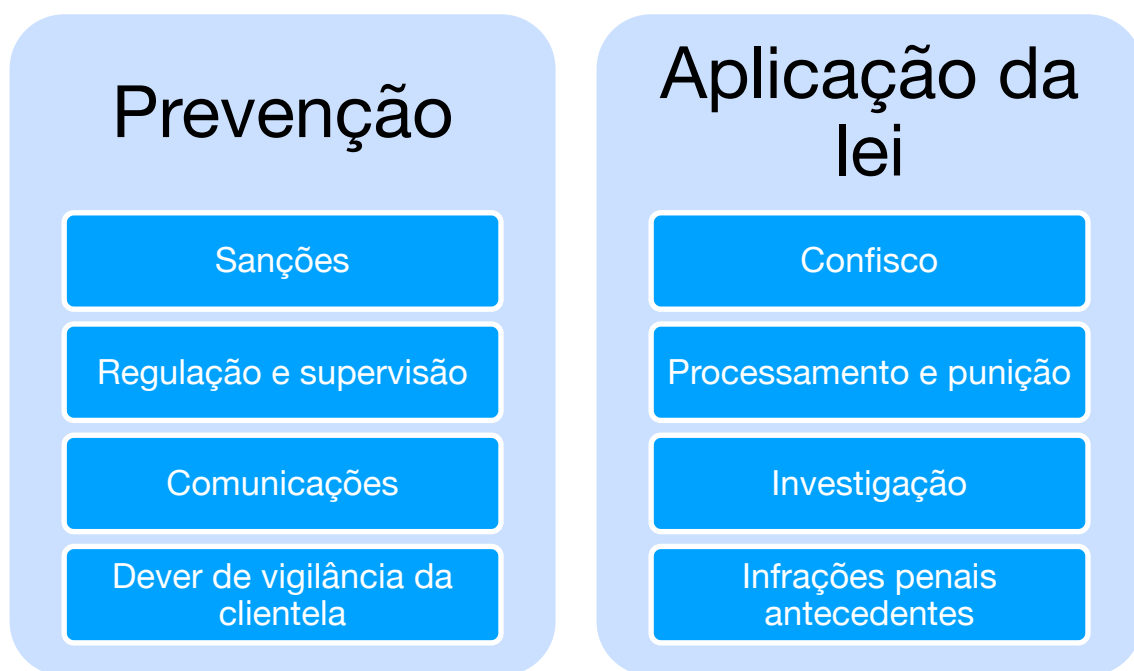 Prevenção
Sanções
Regulação e supervisão
Comunicações
Dever de vigilância da
clientela
Aplicação da
lei
Confisco
Processamento e punição
Investigação
Infrações penais
antecedentes